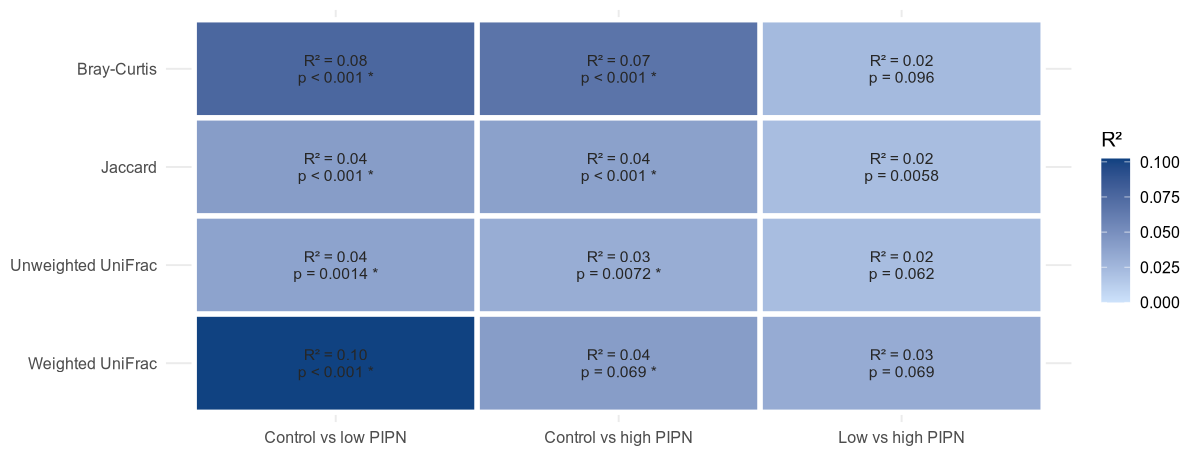 Bray-Curtis
R² = 0.08
p < 0.001 *
R² = 0.07
p < 0.001 *
R² = 0.02
p = 0.096
Jaccard
R² = 0.04
p < 0.001 *
R² = 0.04
p < 0.001 *
R² = 0.02
p = 0.0058
Unweighted UniFrac
R² = 0.04
p = 0.0014 *
R² = 0.03
p = 0.0072 *
R² = 0.02
p = 0.062
Weighted UniFrac
R² = 0.10
p < 0.001 *
R² = 0.04
p = 0.069 *
R² = 0.03
p = 0.069
Control vs low PIPN
Control vs high PIPN
Low vs high PIPN
R²
0.100
0.075
0.050
0.025
0.000